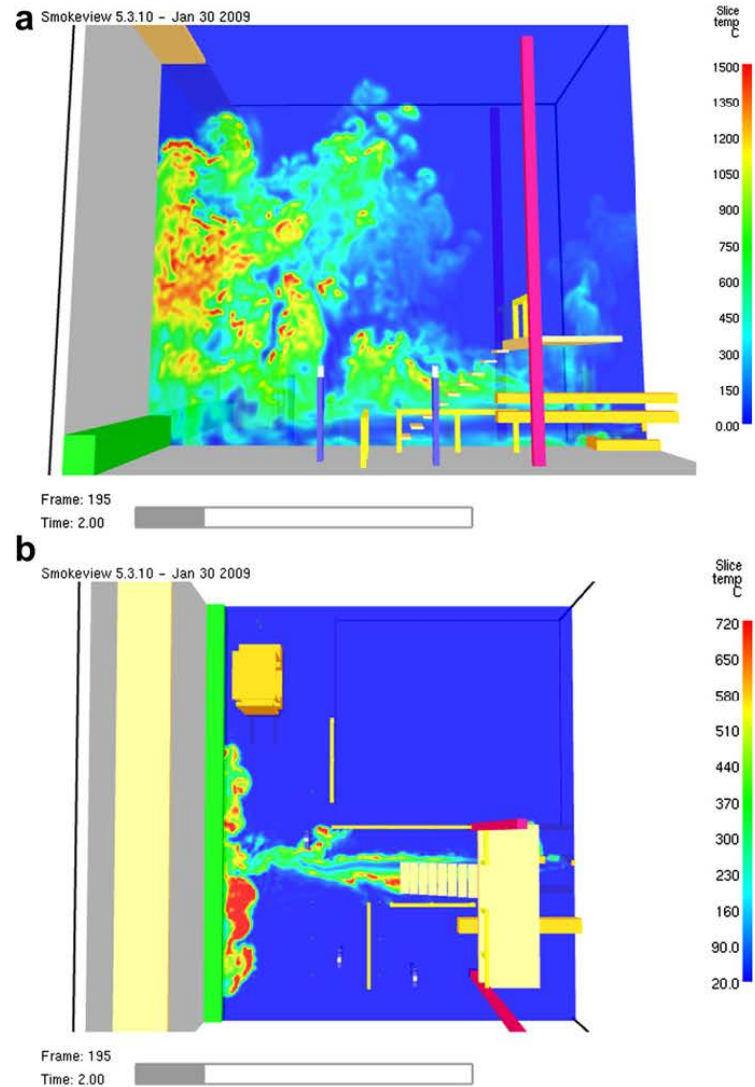 a
Smokeview 5.3.10 – Jan 30 2009
Slice
temp
C
1500
1350
1200
1050
900
750
600
450
300
150
0.00
Frame: 195
Time: 2.00
b
Smokeview 5.3.10 – Jan 30 2009
Slice
temp
C
720
650
580
510
440
370
300
230
160
90.0
20.0
Frame: 195
Time: 2.00